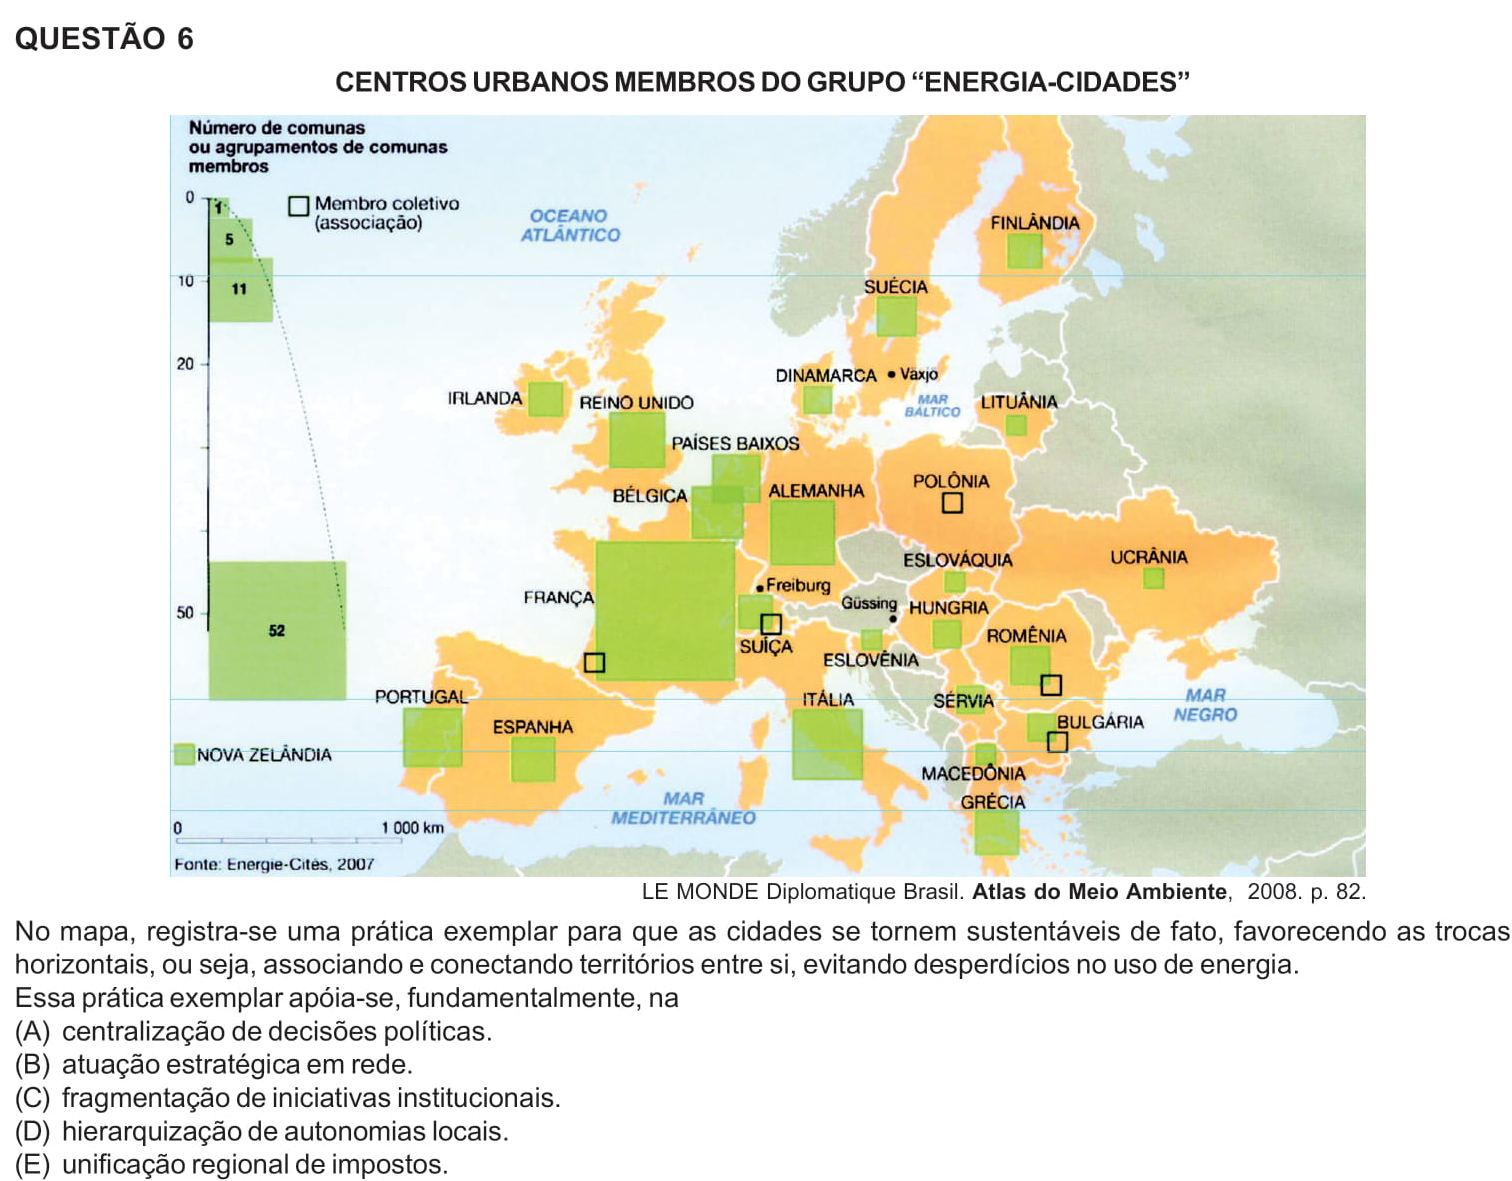 QUESTÃO 6
CENTROS URBANOS MEMBROS DO GRUPO “ENERGIA-CIDADES”
Número de comunas
ou agrupamentos de comunas
membros
0
1
5
10
11
20
50
52
Membro coletivo
(associação)
OCEANO
ATLÂNTICO
FINLÂNDIA
SUÉCIA
DINAMARCA
Växjö
IRLANDA
REINO UNIDO
MAR
BÁLTICO
LITUÂNIA
PAÍSES BAIXOS
BÉLGICA
ALEMANHA
POLÔNIA
ESLOVÁQUIA
UCRÂNIA
FRANÇA
Freiburg
Güssing
HUNGRIA
ROMÊNIA
SUÍÇA
ESLOVÊNIA
PORTUGAL
ESPANHA
ITÁLIA
SÉRVIA
BULGÁRIA
MAR
NEGRO
NOVA ZELÂNDIA
MACEDÔNIA
GRÉCIA
MAR
MEDITERRÂNEO
0 1 000 km
Fonte: Energie-Cités, 2007
LE MONDE Diplomatique Brasil. Atlas do Meio Ambiente, 2008. p. 82.
No mapa, registra-se uma prática exemplar para que as cidades se tornem sustentáveis de fato, favorecendo as trocas
horizontais, ou seja, associando e conectando territórios entre si, evitando desperdícios no uso de energia.
Essa prática exemplar apóia-se, fundamentalmente, na
(A) centralização de decisões políticas.
(B) atuação estratégica em rede.
(C) fragmentação de iniciativas institucionais.
(D) hierarquização de autonomias locais.
(E) unificação regional de impostos.